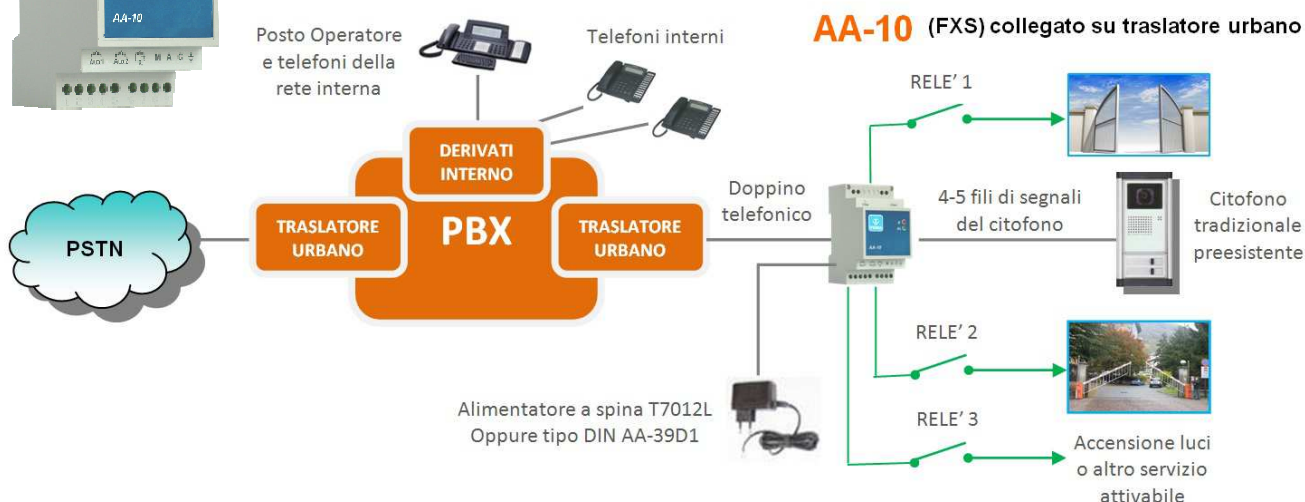 AA-10
M A C
AA-10 (FXS) collegato su traslatore urbano
Posto Operatore
e telefoni della
rete interna
Telefoni interni
RELE' 1
DERIVATI
INTERNO
PSTN
TRASLATORE
URBANO
PBX
TRASLATORE
URBANO
Doppino
telefonico
AA-10
4-5 fili di segnali
del citofono
Citofono
tradizionale
preesistente
RELE' 2
Alimentatore a spina T7012L
Oppure tipo DIN AA-39D1
RELE' 3
Accensione luci
o altro servizio
attivabile